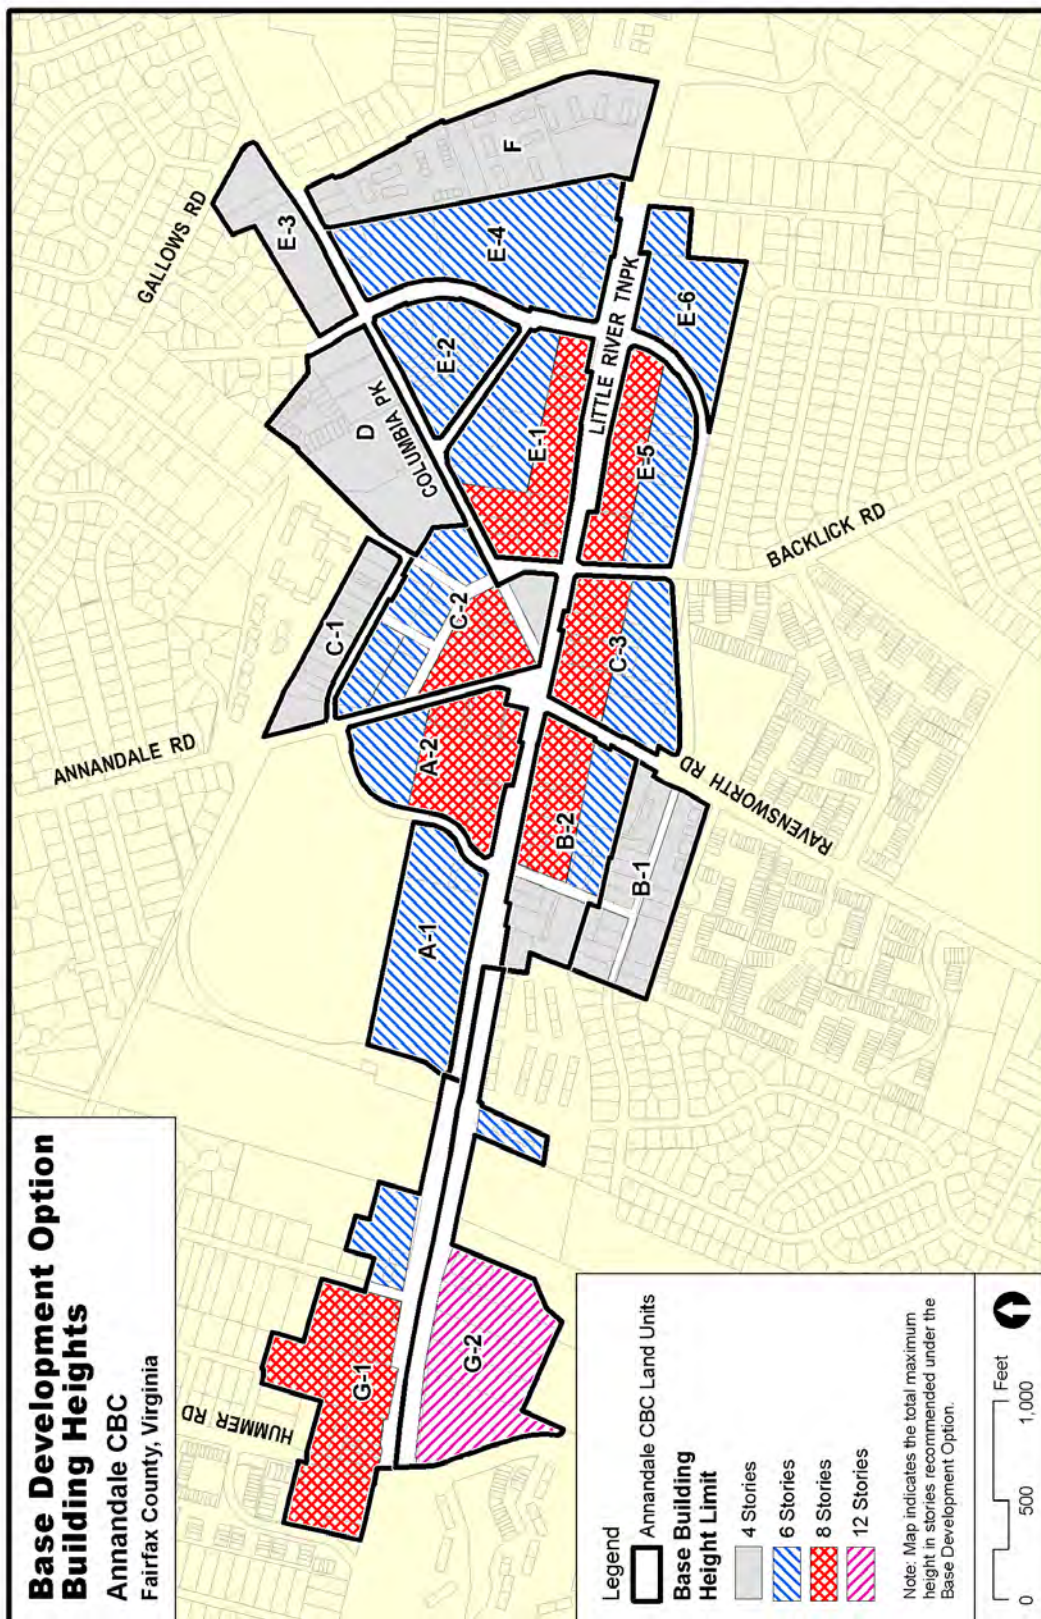 Base Development Option
Building Heights
Annandale CBC
Fairfax County, Virginia
HUMMER RD
ANNANDALE RD
GALLOWS RD
G-1
G-2
A-1
A-2
B-1
B-2
C-1
C-2
C-3
D
COLUMBIA PK
E-1
E-2
E-3
E-4
E-5
E-6
F
LITTLE RIVER TNPK
BACKLICK RD
RAVENSWORTH RD
Legend
Annandale CBC Land Units
Base Building
Height Limit
4 Stories
6 Stories
8 Stories
12 Stories
Note: Map indicates the total maximum
height in stories recommended under the
Base Development Option.
0 500 1,000
Feet